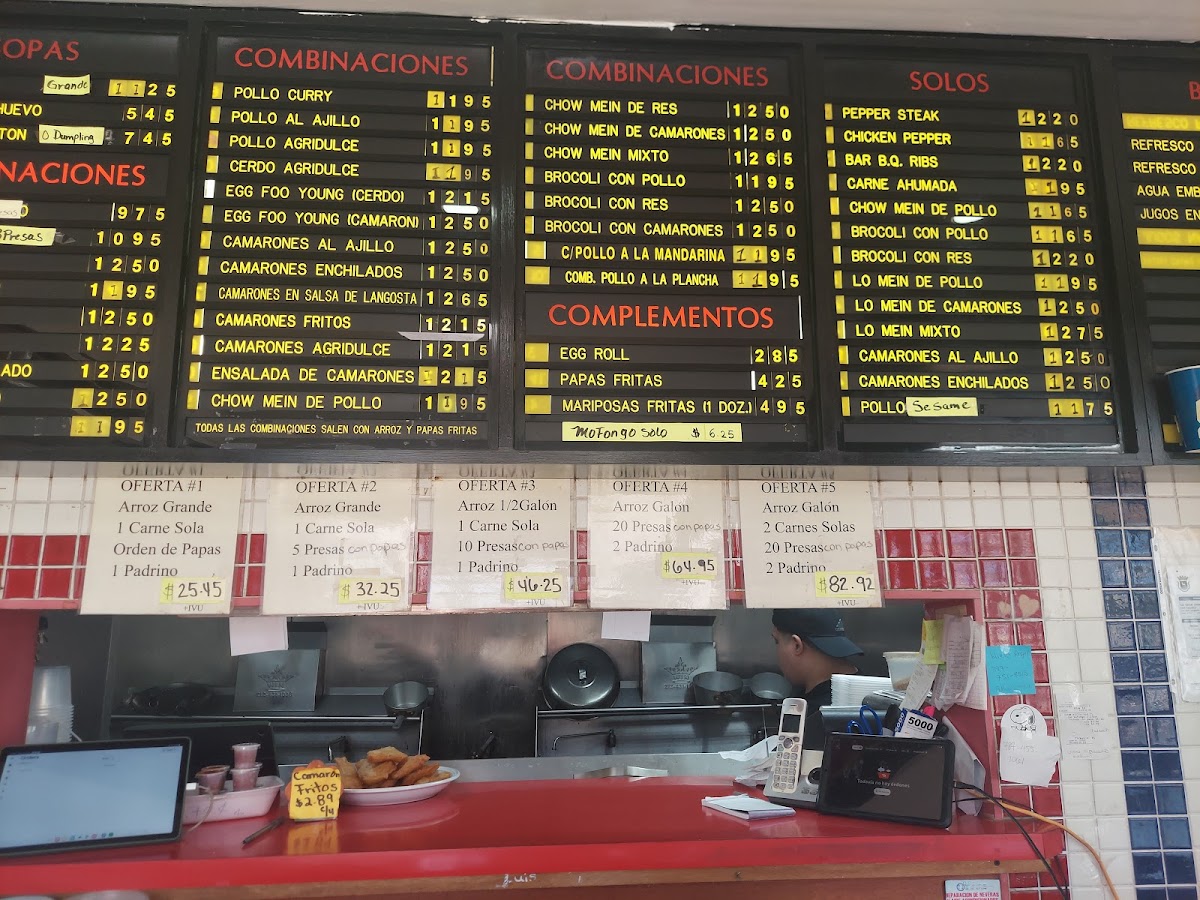 OPAS
Grande 1125
HUEVO 545
TON O Dumpling 745
NACIONES
975
Presas 1095
1250
1195
1250
1225
ADO 1250
1250
1195
COMBINACIONES
POLLO CURRY 1195
POLLO AL AJILLO 1195
POLLO AGRIDULCE 1195
CERDO AGRIDULCE 1195
EGG FOO YOUNG (CERDO) 1215
EGG FOO YOUNG (CAMARON) 1250
CAMARONES AL AJILLO 1250
CAMARONES ENCHILADOS 1250
CAMARONES EN SALSA DE LANGOSTA 1265
CAMARONES FRITOS 1215
CAMARONES AGRIDULCE 1215
ENSALADA DE CAMARONES 1215
CHOW MEIN DE POLLO 1195
TODAS LAS COMBINACIONES SALEN CON ARROZ Y PAPAS FRITAS
COMBINACIONES
CHOW MEIN DE RES 1250
CHOW MEIN DE CAMARONES 1250
CHOW MEIN MIXTO 1265
BROCOLI CON POLLO 1195
BROCOLI CON RES 1250
BROCOLI CON CAMARONES 1250
C/POLLO A LA MANDARINA 1195
COMB. POLLO A LA PLANCHA 1195
COMPLEMENTOS
EGG ROLL 285
PAPAS FRITAS 425
MARIPOSAS FRITAS (1 DOZ.) 495
Mofongo Solo $ 6.25
SOLOS
PEPPER STEAK 1220
CHICKEN PEPPER 1165
BAR B.Q. RIBS 1220
CARNE AHUMADA 1195
CHOW MEIN DE POLLO 1165
BROCOLI CON POLLO 1165
BROCOLI CON RES 1220
LO MEIN DE POLLO 1195
LO MEIN DE CAMARONES 1250
LO MEIN MIXTO 1275
CAMARONES AL AJILLO 1250
CAMARONES ENCHILADOS 1250
POLLO Sesame 1175
B
REFRESCO
REFRESCO
AGUA EMB
JUGOS EN
OFERTA #1
Arroz Grande
1 Carne Sola
Orden de Papas
1 Padrino
$25.45
+IVU
OFERTA #2
Arroz Grande
1 Carne Sola
5 Presas con papas
1 Padrino
$32.25
+IVU
OFERTA #3
Arroz 1/2Galón
1 Carne Sola
10 Presas con papas
1 Padrino
$46.25
+IVU
OFERTA #4
Arroz Galon
20 Presas con papas
2 Padrino
$64.95
+IVU
OFERTA #5
Arroz Galón
2 Carnes Solas
20 Presas con papas
2 Padrino
$82.92
+IVU
Camarón
Fritos
$2.89
c/u
5000
Luis